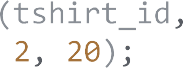 (tshirt_id,
2, 20);